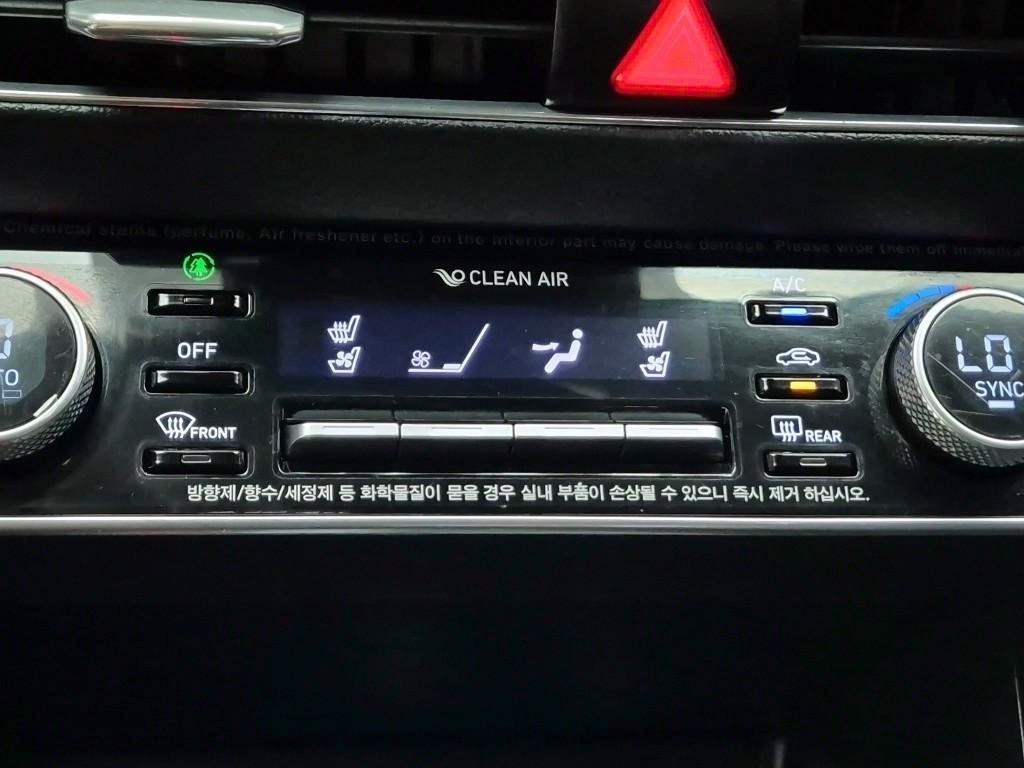 Chemical stains (perfume, Air freshener etc.) on the interior part may cause damage. Please wipe them off
CLEAN AIR
A/C
OFF
LO
SYNC
FRONT
REAR
방향제/향수/세정제 등 화학물질이 묻을 경우 실내 부품이 손상될 수 있으니 즉시 제거 하십시오.